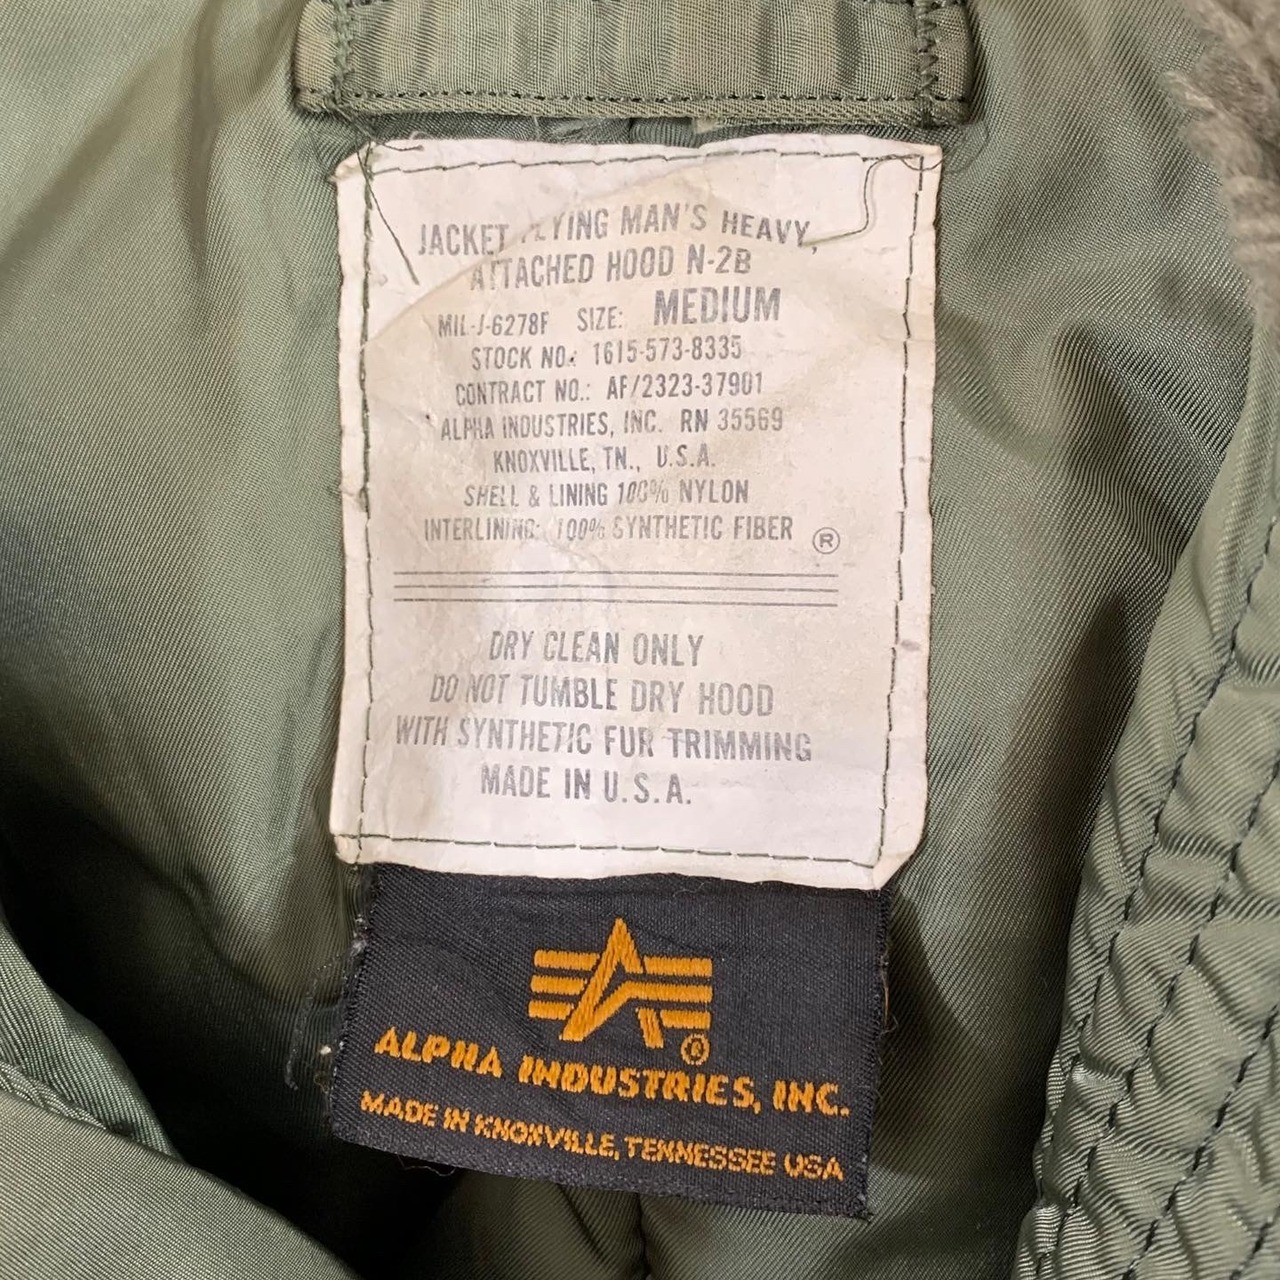 JACKET FLYING MAN'S HEAVY,
ATTACHED HOOD N-2B
MIL-J-6278F SIZE: MEDIUM
STOCK NO.: 1615-573-8335
CONTRACT NO.: AF/2323-37901
ALPHA INDUSTRIES, INC. RN 35569
KNOXVILLE, TN., U.S.A.
SHELL & LINING 100% NYLON
INTERLINING: 100% SYNTHETIC FIBER ®
DRY CLEAN ONLY
DO NOT TUMBLE DRY HOOD
WITH SYNTHETIC FUR TRIMMING
MADE IN U.S.A.
®
ALPHA INDUSTRIES, INC.
MADE IN KNOXVILLE, TENNESSEE USA